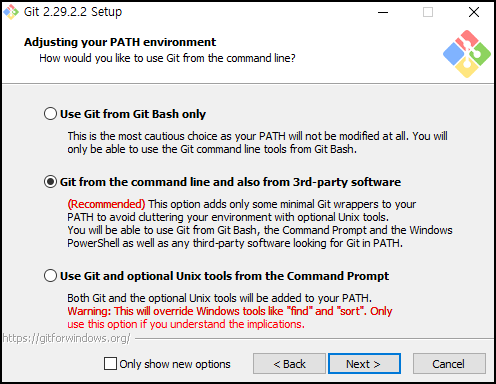 Git 2.29.2.2 Setup
Adjusting your PATH environment
How would you like to use Git from the command line?
Use Git from Git Bash only
This is the most cautious choice as your PATH will not be modified at all. You will
only be able to use the Git command line tools from Git Bash.
Git from the command line and also from 3rd-party software
(Recommended) This option adds only some minimal Git wrappers to your
PATH to avoid cluttering your environment with optional Unix tools.
You will be able to use Git from Git Bash, the Command Prompt and the Windows
PowerShell as well as any third-party software looking for Git in PATH.
Use Git and optional Unix tools from the Command Prompt
Both Git and the optional Unix tools will be added to your PATH.
Warning: This will override Windows tools like "find" and "sort". Only
use this option if you understand the implications.
https://gitforwindows.org/
Only show new options
< Back
Next >
Cancel